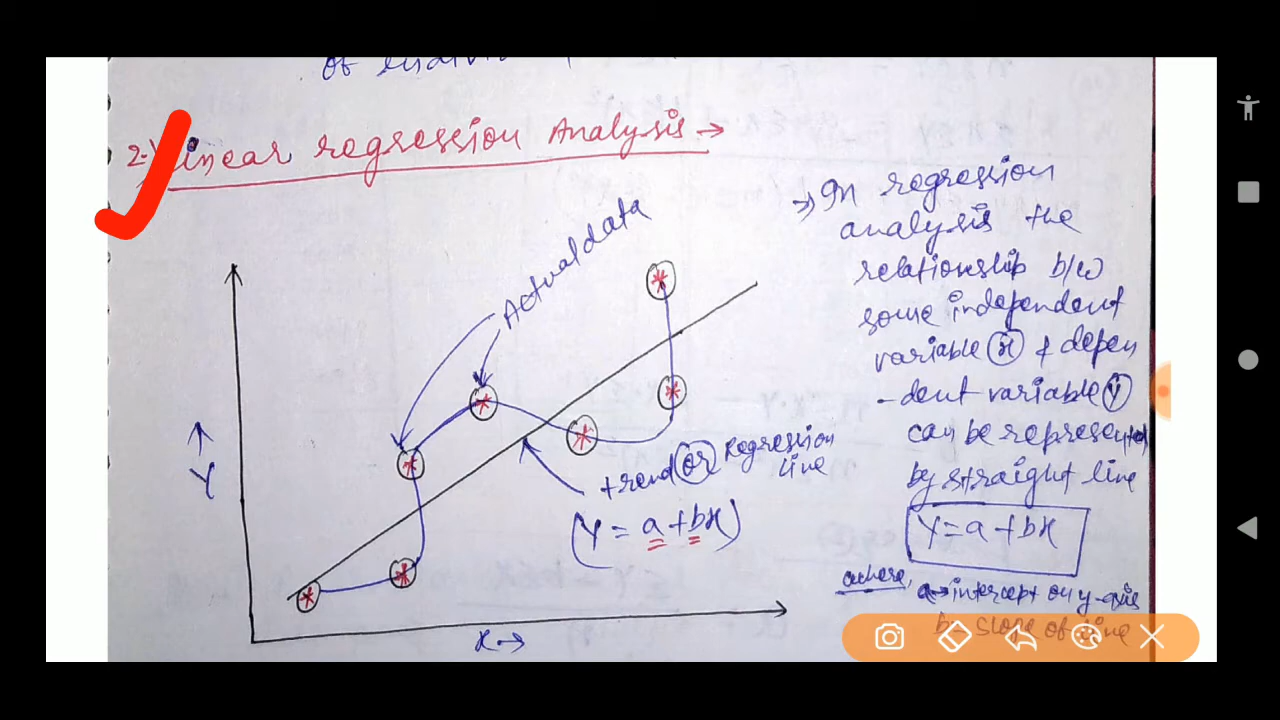 of
2.) Linear regression Analysis →
Actual data
Y
trend or Regression
line
(Y = a + bx)
x →
→ In regression
analysis the
relationship b/w
some independent
variable (x) & depen
-dent variable (Y)
can be represented
by straight line
Y = a + bx
where, a → intercept on y-axis
b - slope of line